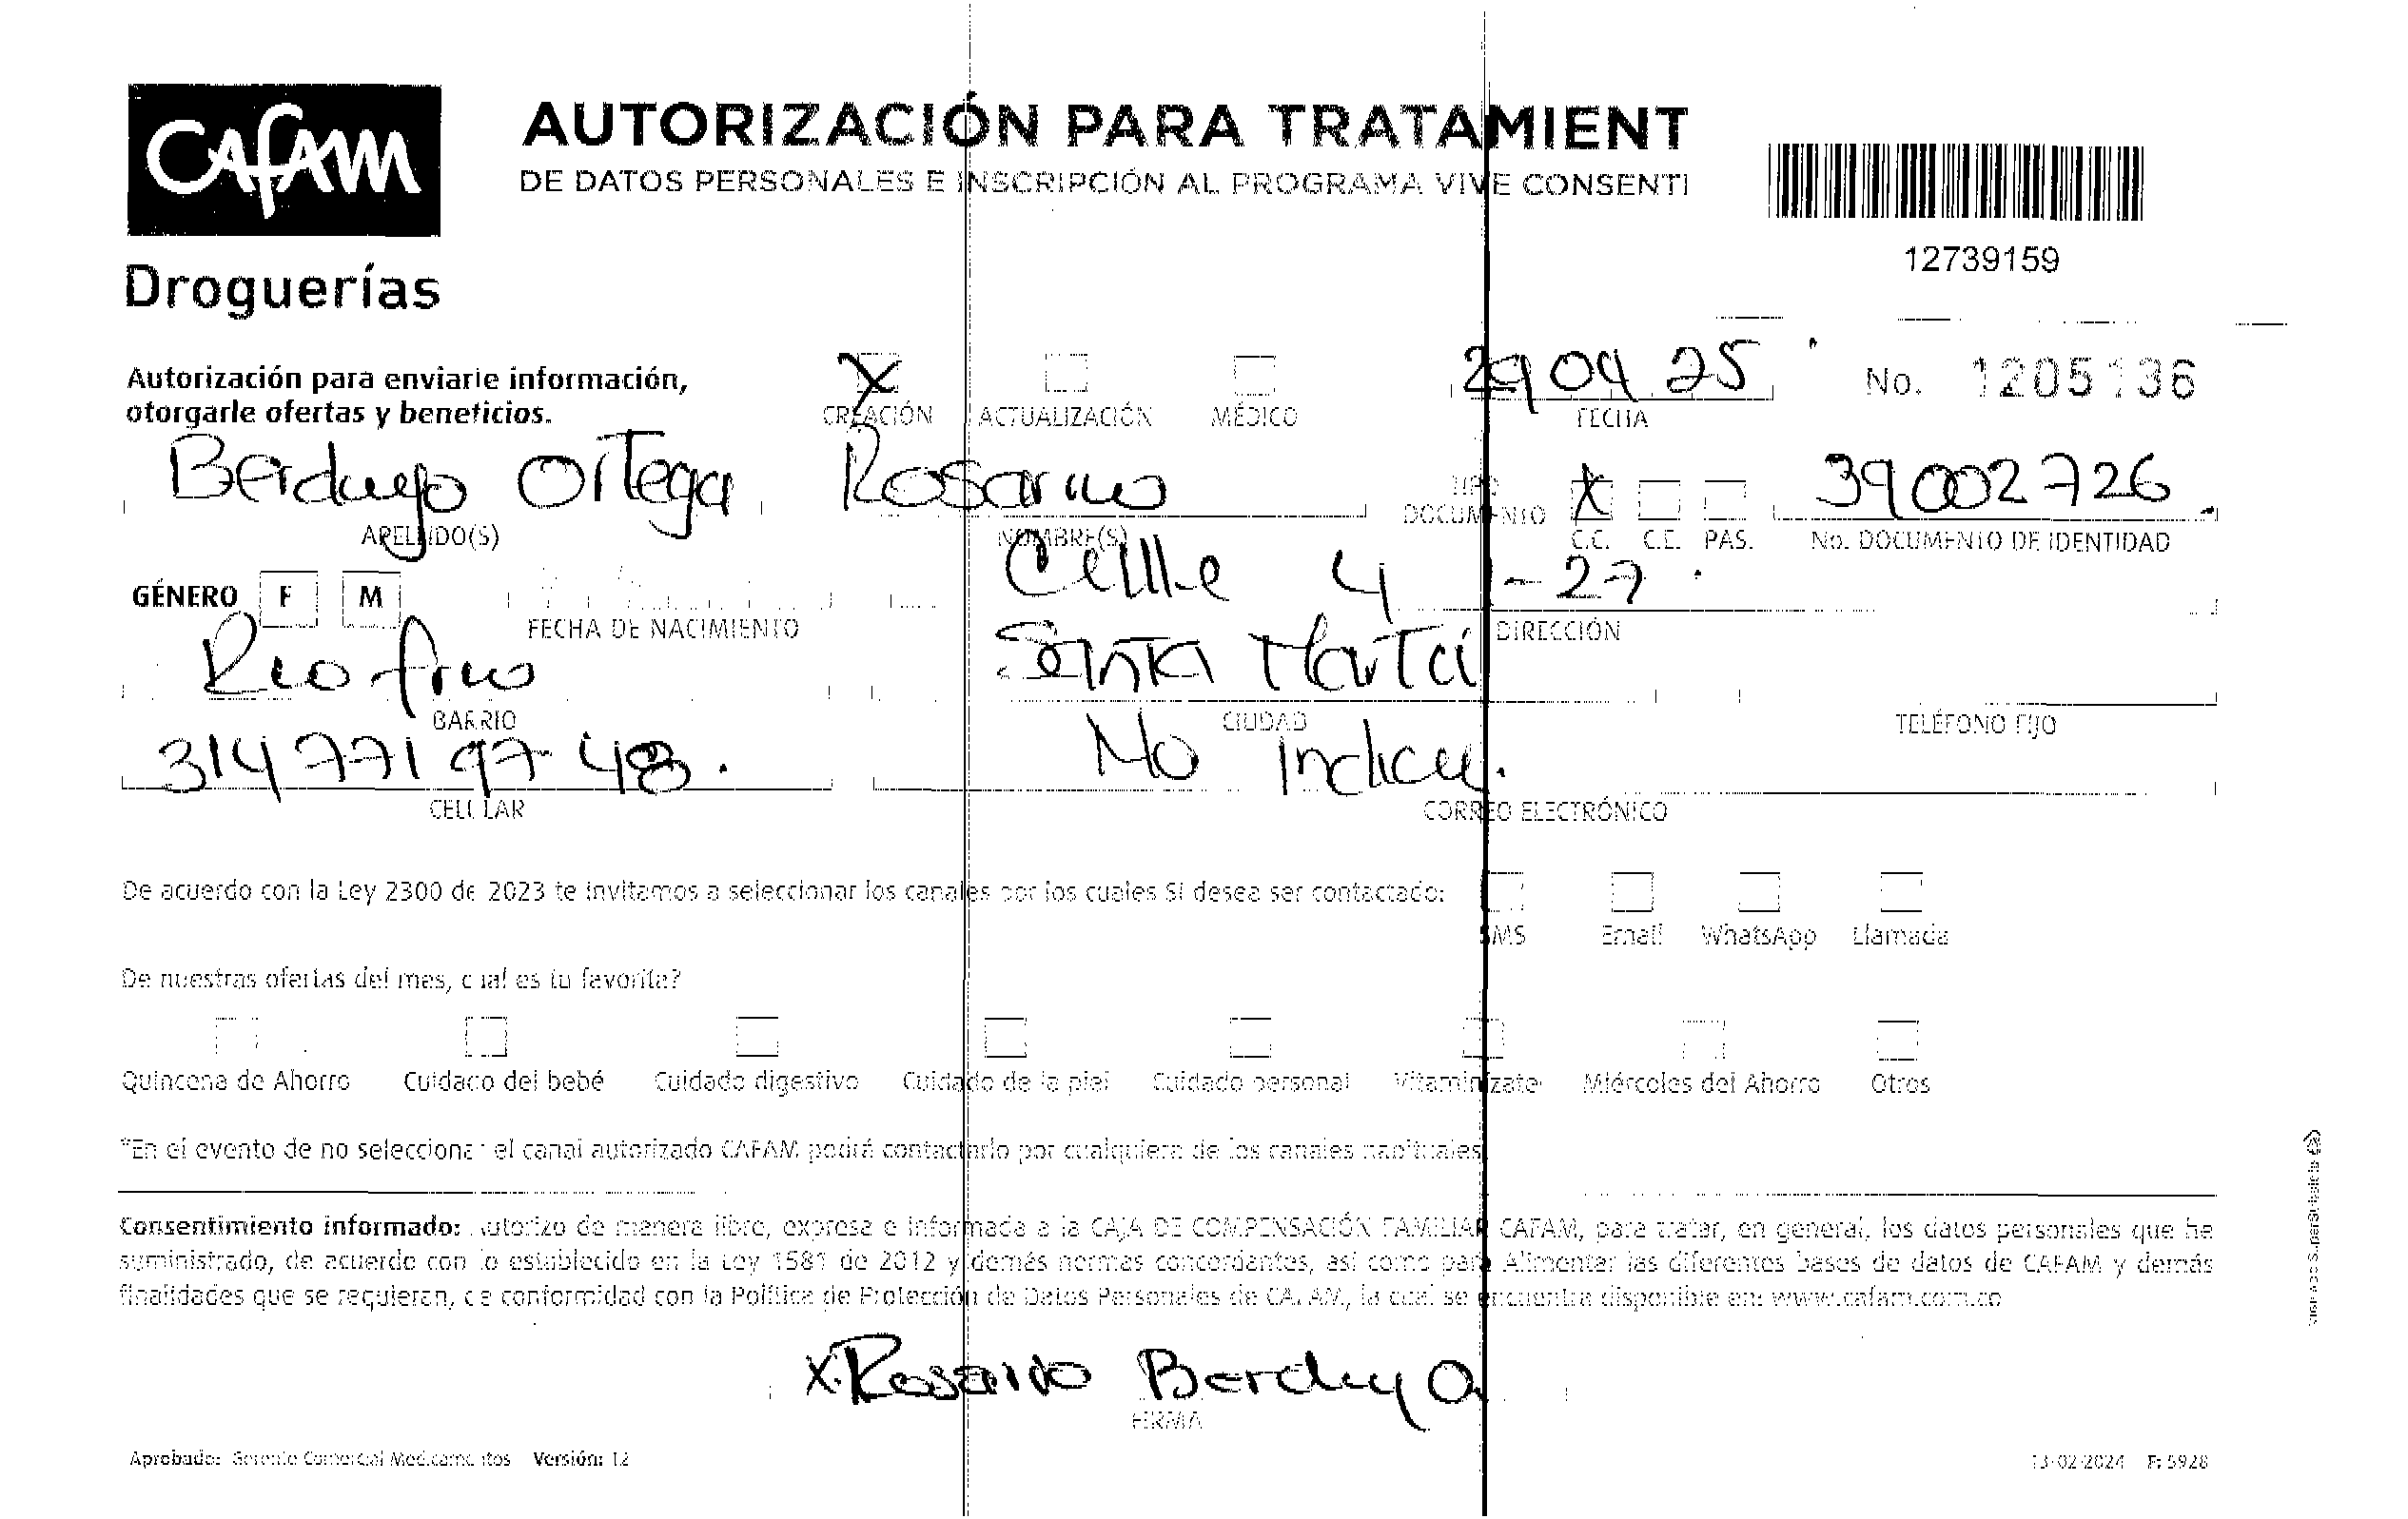 CAFAM
Droguerías
AUTORIZACIÓN PARA TRATAMIENT
DE DATOS PERSONALES E INSCRIPCIÓN AL PROGRAMA VIVE CONSENTI
12739159
Autorización para enviarle información,
otorgarle ofertas y beneficios.
X
CREACIÓN ACTUALIZACIÓN MÉDICO
29 04 25
FECHA
No. 1205136
Berdugo Ortega Rosario
APELLIDO(S) NOMBRE(S)
TIPO
DOCUMENTO
X
C.C. C.E. PAS.
39002726
No. DOCUMENTO DE IDENTIDAD
GÉNERO F M
FECHA DE NACIMIENTO
Calle 4 1-27
DIRECCIÓN
Rio frio Santa Marta
BARRIO CIUDAD TELÉFONO FIJO
314 771 97 48. No indica.
CELULAR CORREO ELECTRÓNICO
De acuerdo con la Ley 2300 de 2023 te invitamos a seleccionar los canales por los cuales SI desea ser contactado:
SMS Email WhatsApp Llamada
De nuestras ofertas del mes, cual es tu favorita?
Quincena de Ahorro Cuidado del bebé Cuidado digestivo Cuidado de la piel Cuidado personal Vitaminízate Miércoles del Ahorro Otros
*En el evento de no seleccionar el canal autorizado CAFAM podrá contactarlo por cualquiera de los canales habituales
Consentimiento informado: Autorizo de manera libre, expresa e informada a la CAJA DE COMPENSACIÓN FAMILIAR CAFAM, para tratar, en general, los datos personales que he
suministrado, de acuerdo con lo establecido en la Ley 1581 de 2012 y demás normas concordantes, así como para Alimentar las diferentes bases de datos de CAFAM y demás
finalidades que se requieran, de conformidad con la Política de Protección de Datos Personales de CAFAM, la cual se encuentra disponible en: www.cafam.com.co
X. Rosario Berdugo
FIRMA
Aprobado: Gerente Comercial Medicamentos Versión: 12
13-02-2024 F: 5928